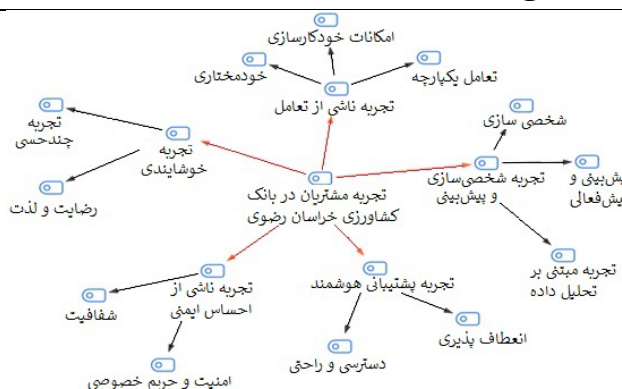 امکانات خودکارسازی
خودمختاری
تعامل یکپارچه
تجربه ناشی از تعامل
شخصی سازی
تجربه
چندحسی
تجربه
خوشایندی
رضایت و لذت
تجربه شخصی‌سازی
و پیش‌بینی
پیش‌بینی و
پیش‌فعالی
تجربه مشتریان در بانک
کشاورزی خراسان رضوی
تجربه مبتنی بر
تحلیل داده
تجربه ناشی از
احساس ایمنی
شفافیت
امنیت و حریم خصوصی
تجربه پشتیبانی هوشمند
دسترسی و راحتی
انعطاف پذیری